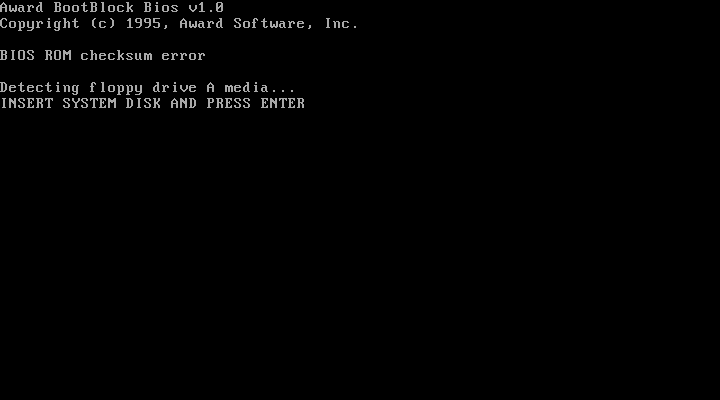 Award BootBlock Bios v1.0
Copyright (c) 1995, Award Software, Inc.
BIOS ROM checksum error
Detecting floppy drive A media...
INSERT SYSTEM DISK AND PRESS ENTER